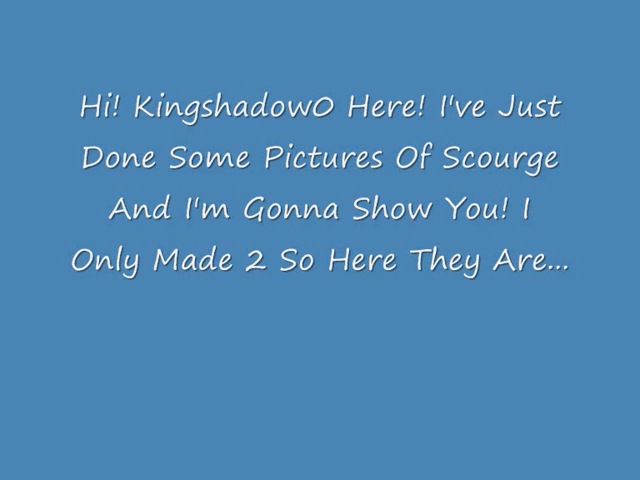 Hi! Kingshadow0 Here! I've Just
Done Some Pictures Of Scourge
And I'm Gonna Show You! I
Only Made 2 So Here They Are...